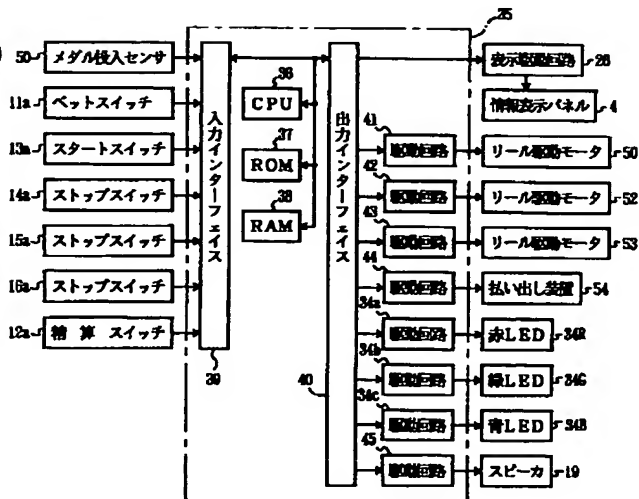 25
50 メダル投入センサ
11a ベットスイッチ
13a スタートスイッチ
14a ストップスイッチ
15a ストップスイッチ
16a ストップスイッチ
12a 精算 スイッチ
入力インターフェイス
39
36
CPU
37
ROM
38
RAM
出力インターフェイス
40
表示駆動回路 26
情報表示パネル 4
41
駆動回路
リール駆動モータ 50
42
駆動回路
リール駆動モータ 52
43
駆動回路
リール駆動モータ 53
44
駆動回路
払い出し装置 54
34a
駆動回路
赤LED 34R
34b
駆動回路
緑LED 34G
34c
駆動回路
青LED 34B
45
駆動回路
スピーカ 19